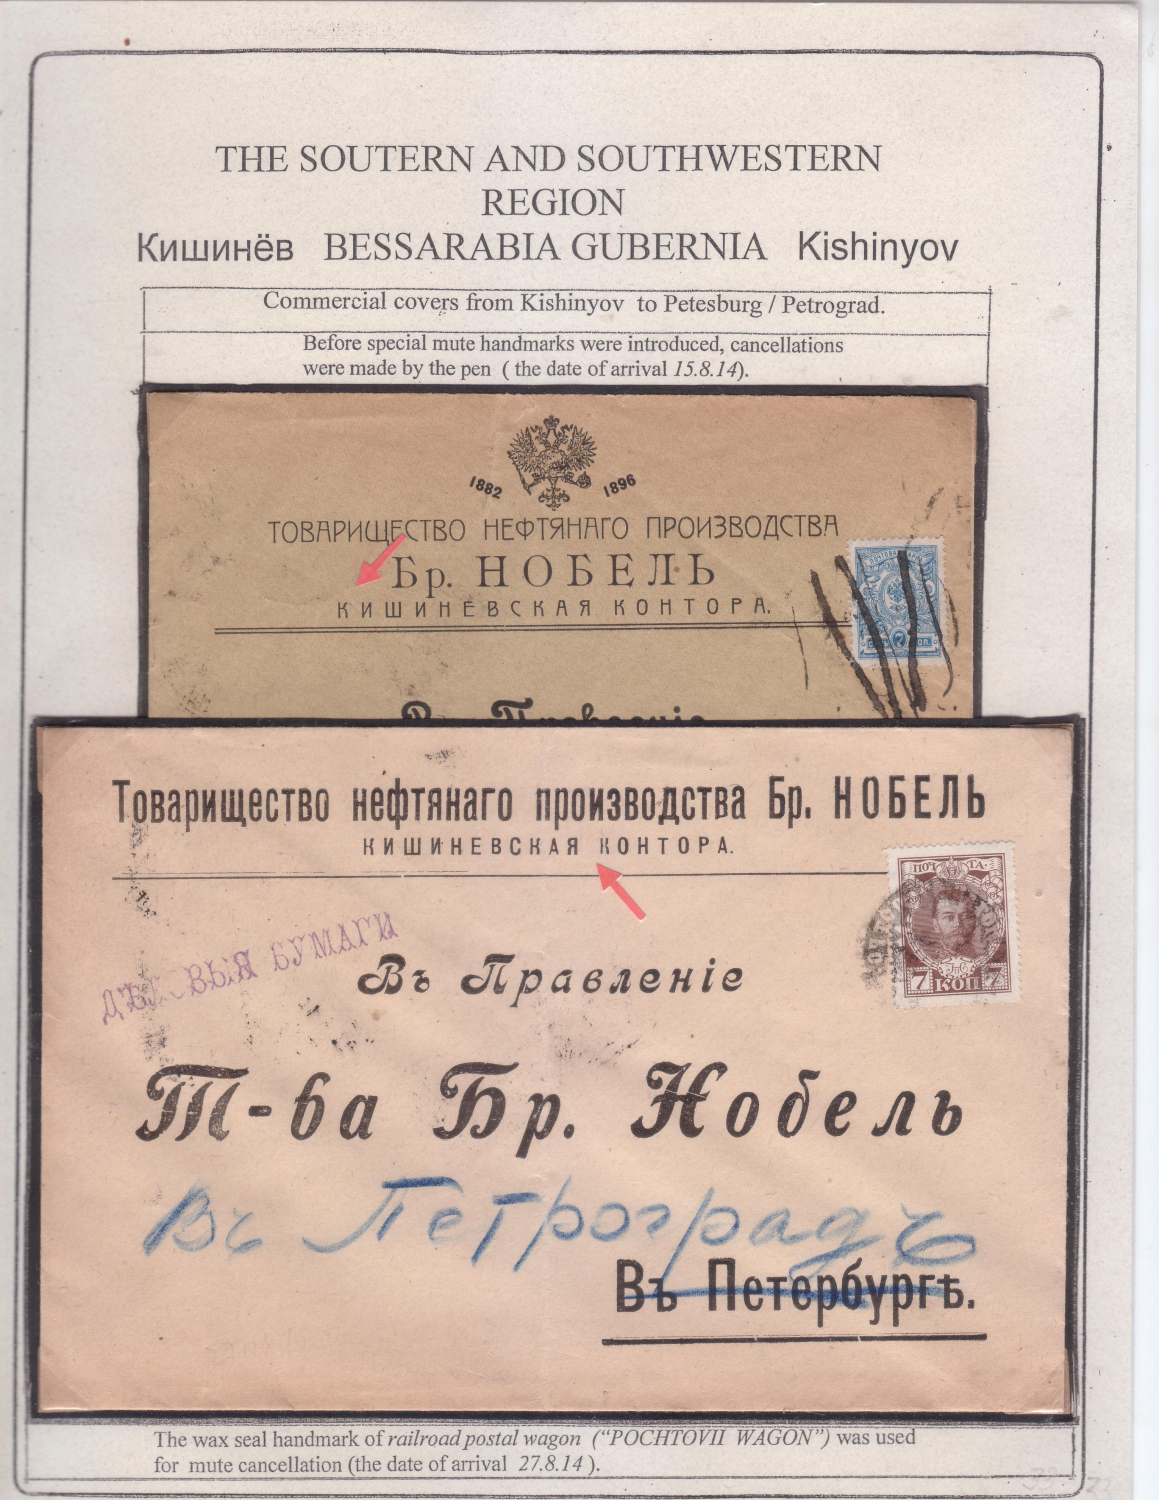 THE SOUTERN AND SOUTHWESTERN
REGION
Кишинёв BESSARABIA GUBERNIA Kishinyov
Commercial covers from Kishinyov to Petesburg / Petrograd.
Before special mute handmarks were introduced, cancellations
were made by the pen ( the date of arrival 15.8.14).
1882 1896
ТОВАРИЩЕСТВО НЕФТЯНАГО ПРОИЗВОДСТВА
Бр. НОБЕЛЬ
КИШИНЕВСКАЯ КОНТОРА.
7
Товарищество нефтянаго производства Бр. НОБЕЛЬ
КИШИНЕВСКАЯ КОНТОРА.
ПОЧТА
7 КОП 7
БУМАГИ
Въ Правленіе
Т-ва Бр. Нобель
Въ Петроградъ
Въ Петербургѣ.
The wax seal handmark of railroad postal wagon ("POCHTOVII WAGON") was used
for mute cancellation (the date of arrival 27.8.14 ).